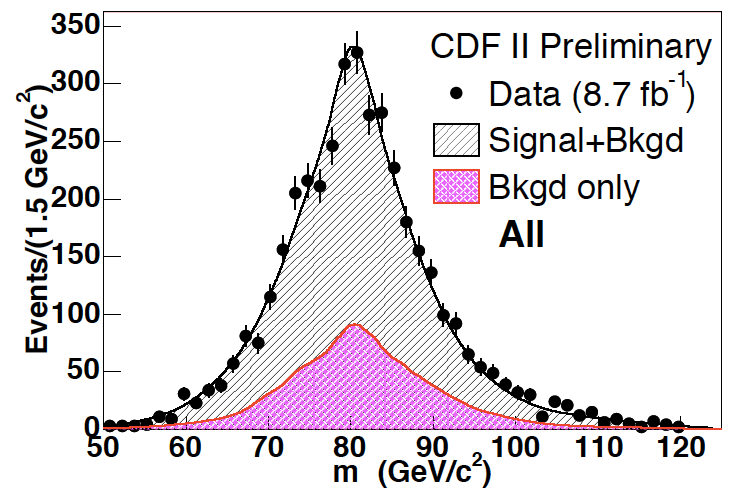 350
300
250
200
150
100
50
0
Events/(1.5 GeV/c²)
CDF II Preliminary
Data (8.7 fb⁻¹)
Signal+Bkgd
Bkgd only
All
50 60 70 80 90 100 110 120
m (GeV/c²)